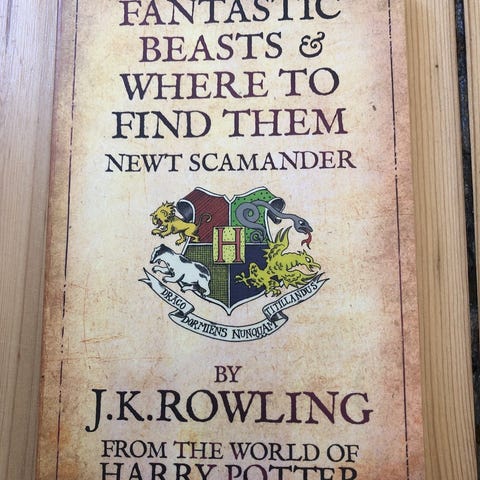 FANTASTIC
BEASTS &
WHERE TO
FIND THEM
NEWT SCAMANDER
H
DRACO DORMIENS NUNQUAM TITILLANDUS
BY
J.K.ROWLING
FROM THE WORLD OF
HARRY POTTER